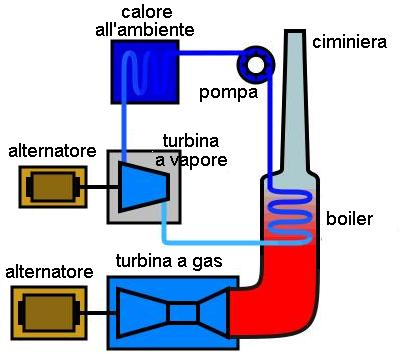 calore
all'ambiente
ciminiera
pompa
turbina
a vapore
alternatore
boiler
turbina a gas
alternatore